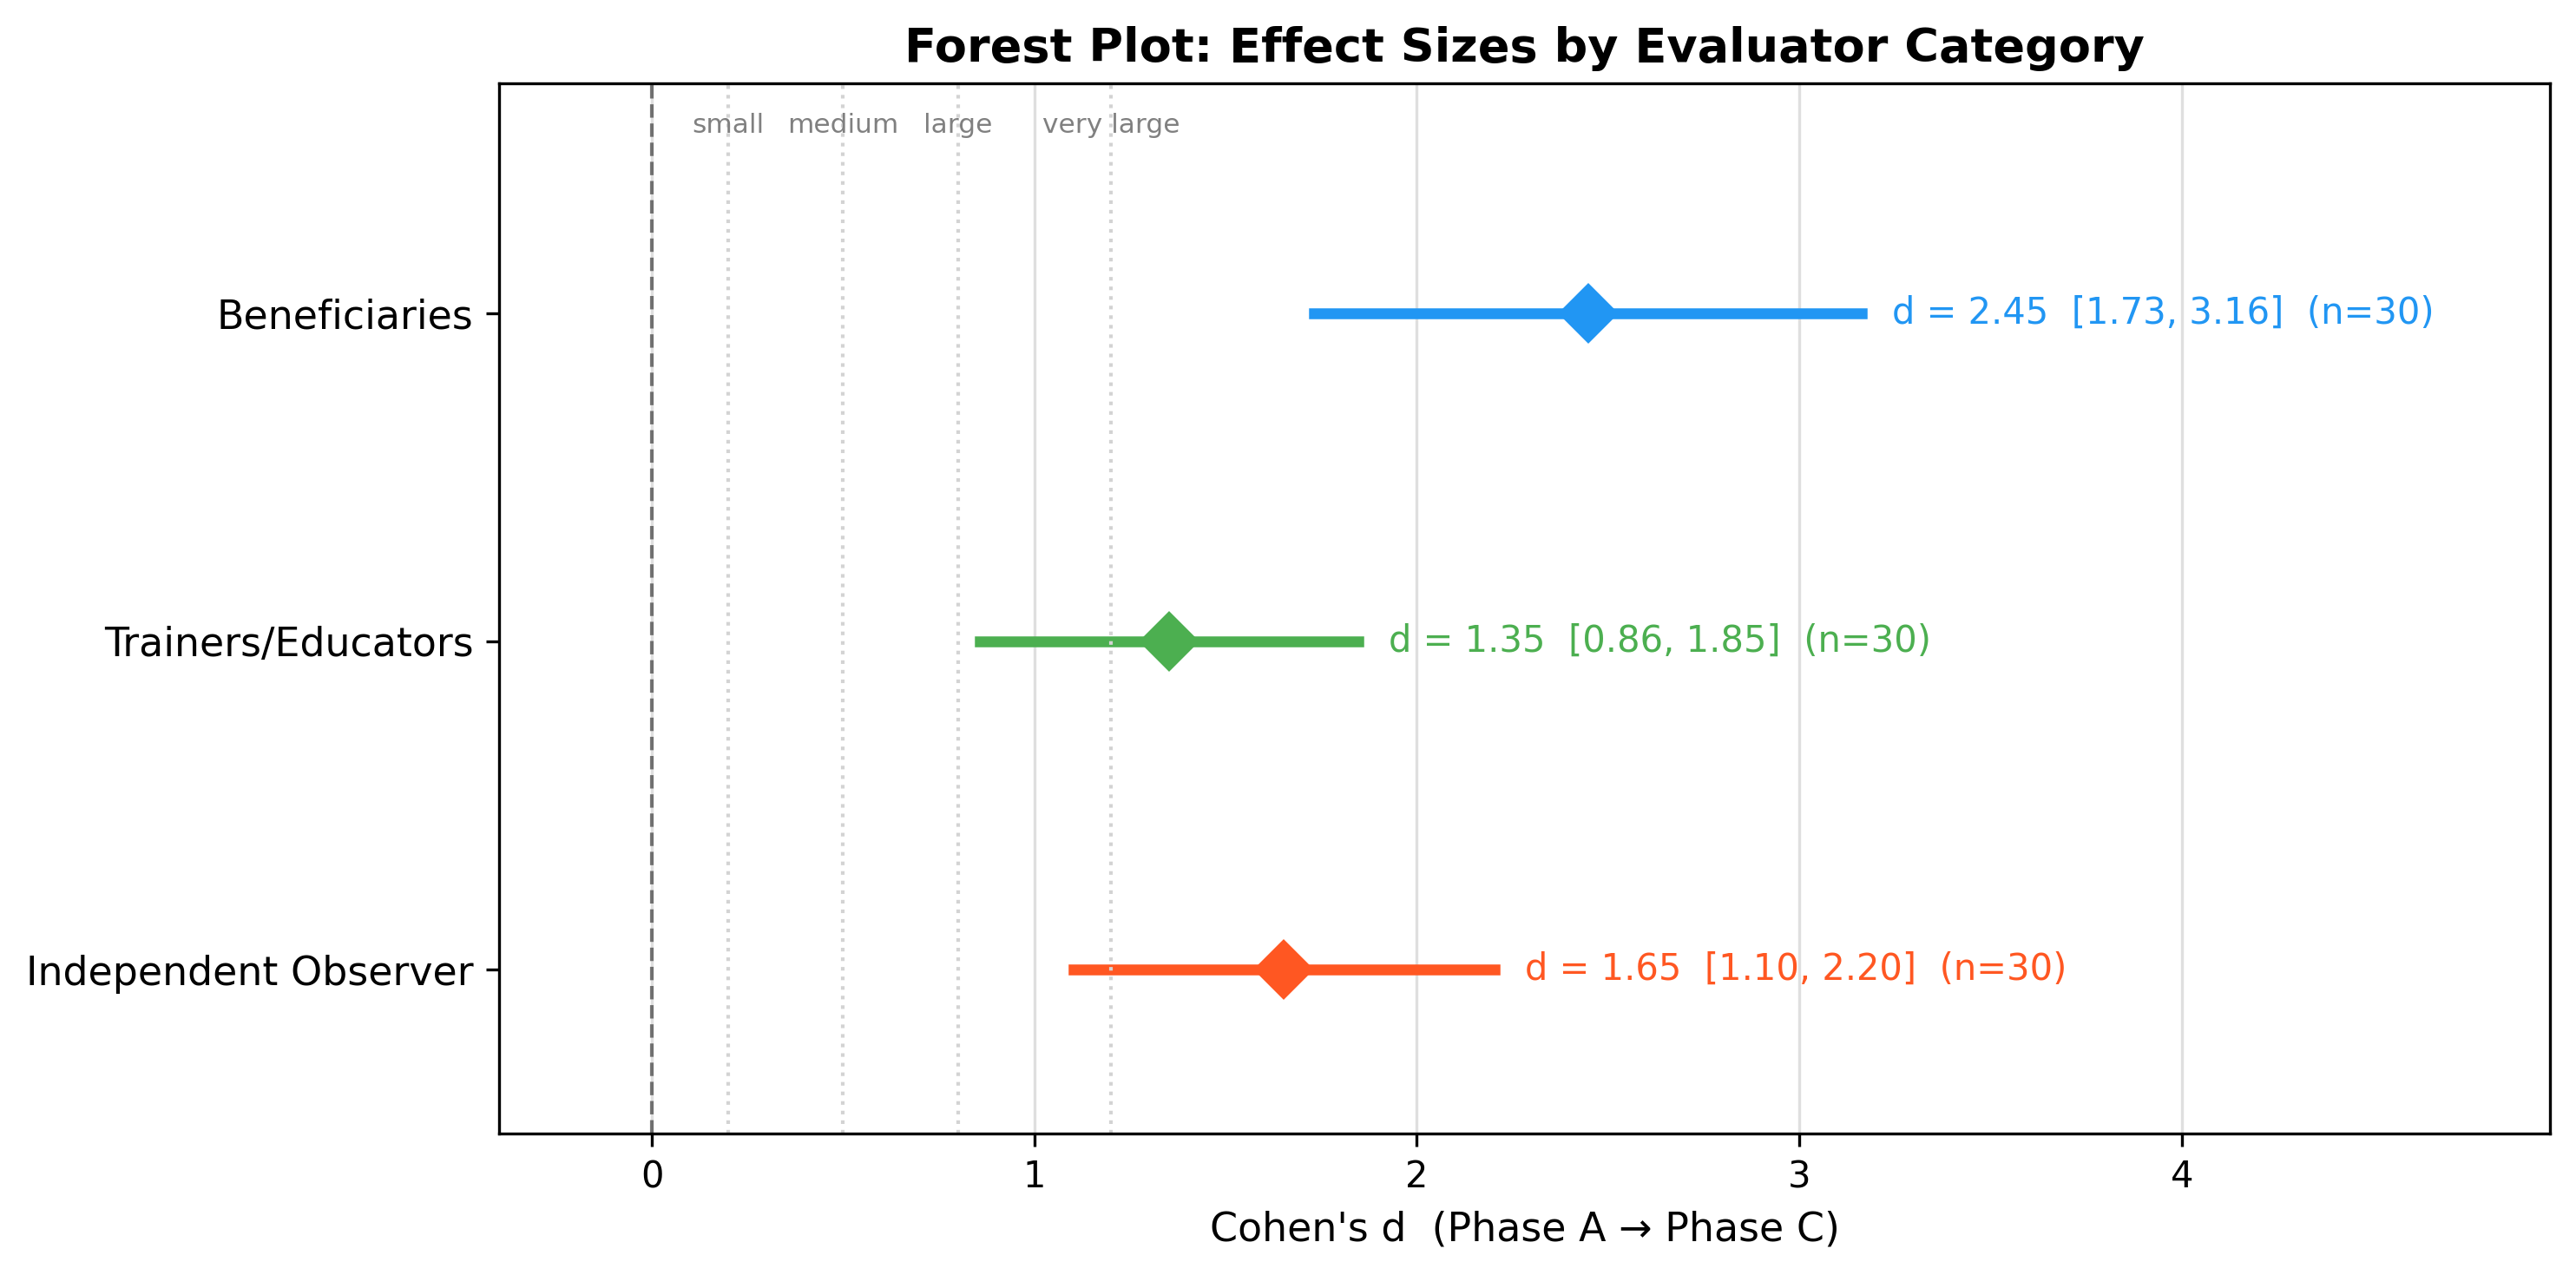 Forest Plot: Effect Sizes by Evaluator Category
small medium large very large
Beneficiaries d = 2.45 [1.73, 3.16] (n=30)
Trainers/Educators d = 1.35 [0.86, 1.85] (n=30)
Independent Observer d = 1.65 [1.10, 2.20] (n=30)
0 1 2 3 4
Cohen's d (Phase A → Phase C)